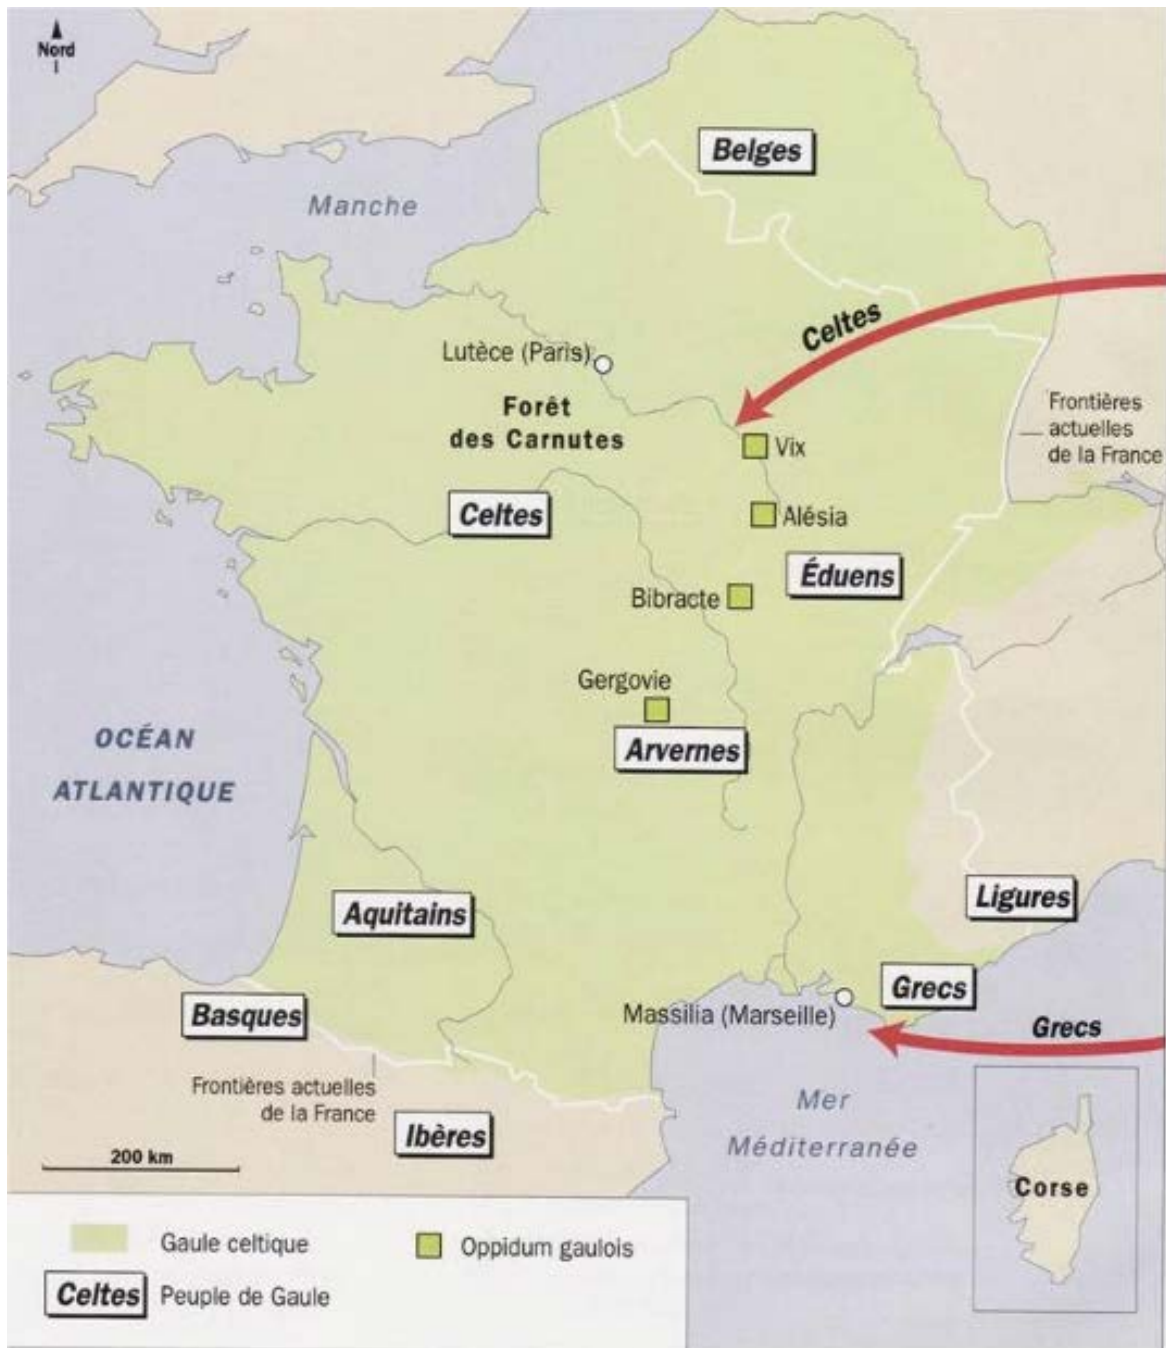 Nord
Belges
Manche
Celtes
Lutèce (Paris)
Forêt
des Carnutes
Frontières
actuelles
de la France
Vix
Celtes
Alésia
Éduens
Bibracte
Gergovie
Arvernes
OCÉAN
ATLANTIQUE
Aquitains
Ligures
Grecs
Basques
Massilia (Marseille)
Grecs
Frontières actuelles
de la France
Ibères
Mer
Méditerranée
200 km
Corse
Gaule celtique
Oppidum gaulois
Celtes
Peuple de Gaule